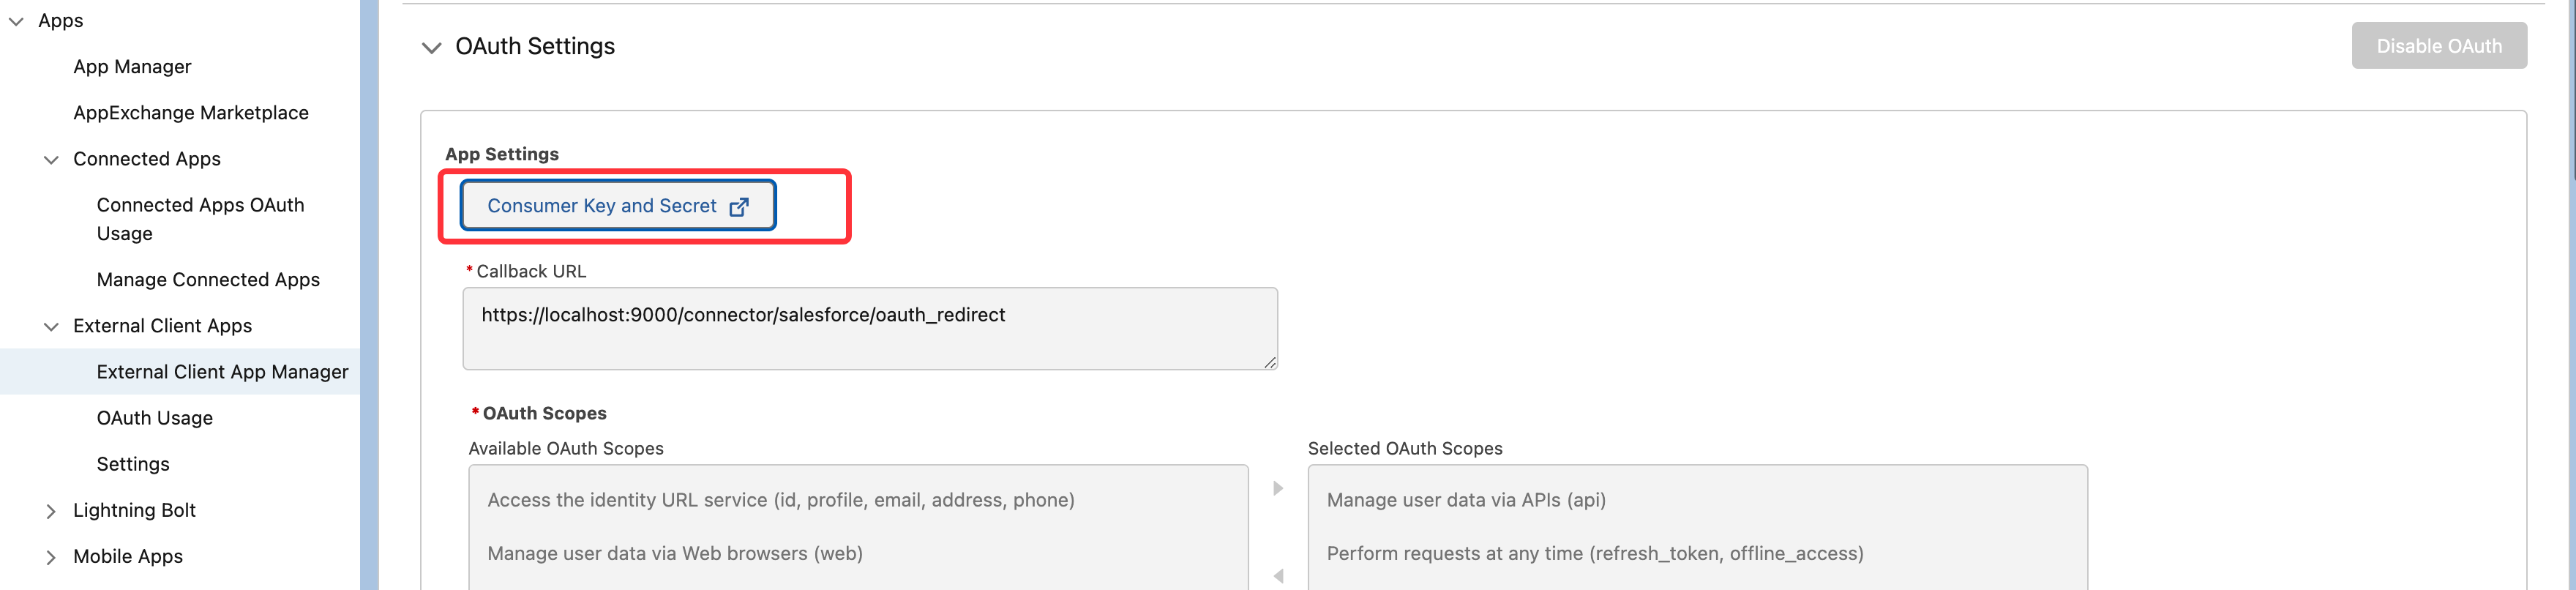 Apps
App Manager
AppExchange Marketplace
Connected Apps
Connected Apps OAuth
Usage
Manage Connected Apps
External Client Apps
External Client App Manager
OAuth Usage
Settings
Lightning Bolt
Mobile Apps
OAuth Settings
Disable OAuth
App Settings
Consumer Key and Secret
* Callback URL
https://localhost:9000/connector/salesforce/oauth_redirect
* OAuth Scopes
Available OAuth Scopes
Access the identity URL service (id, profile, email, address, phone)
Manage user data via Web browsers (web)
Selected OAuth Scopes
Manage user data via APIs (api)
Perform requests at any time (refresh_token, offline_access)